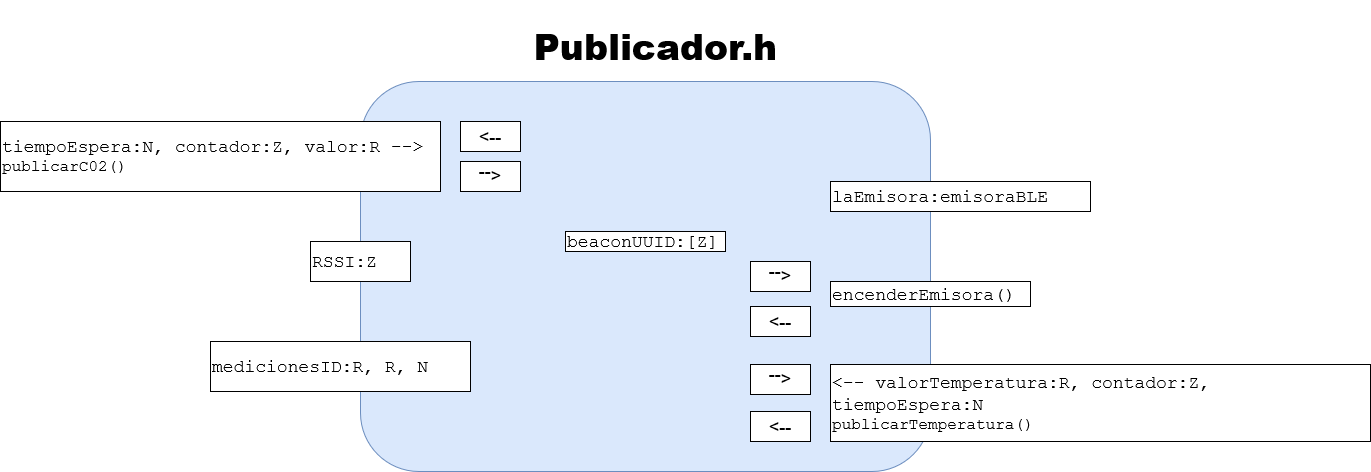 Publicador.h
tiempoEspera:N, contador:Z, valor:R -->
publicarC02()
<--
-->
laEmisora:emisoraBLE
beaconUUID:[Z]
RSSI:Z
-->
<--
encenderEmisora()
medicionesID:R, R, N
-->
<--
<-- valorTemperatura:R, contador:Z,
tiempoEspera:N
publicarTemperatura()